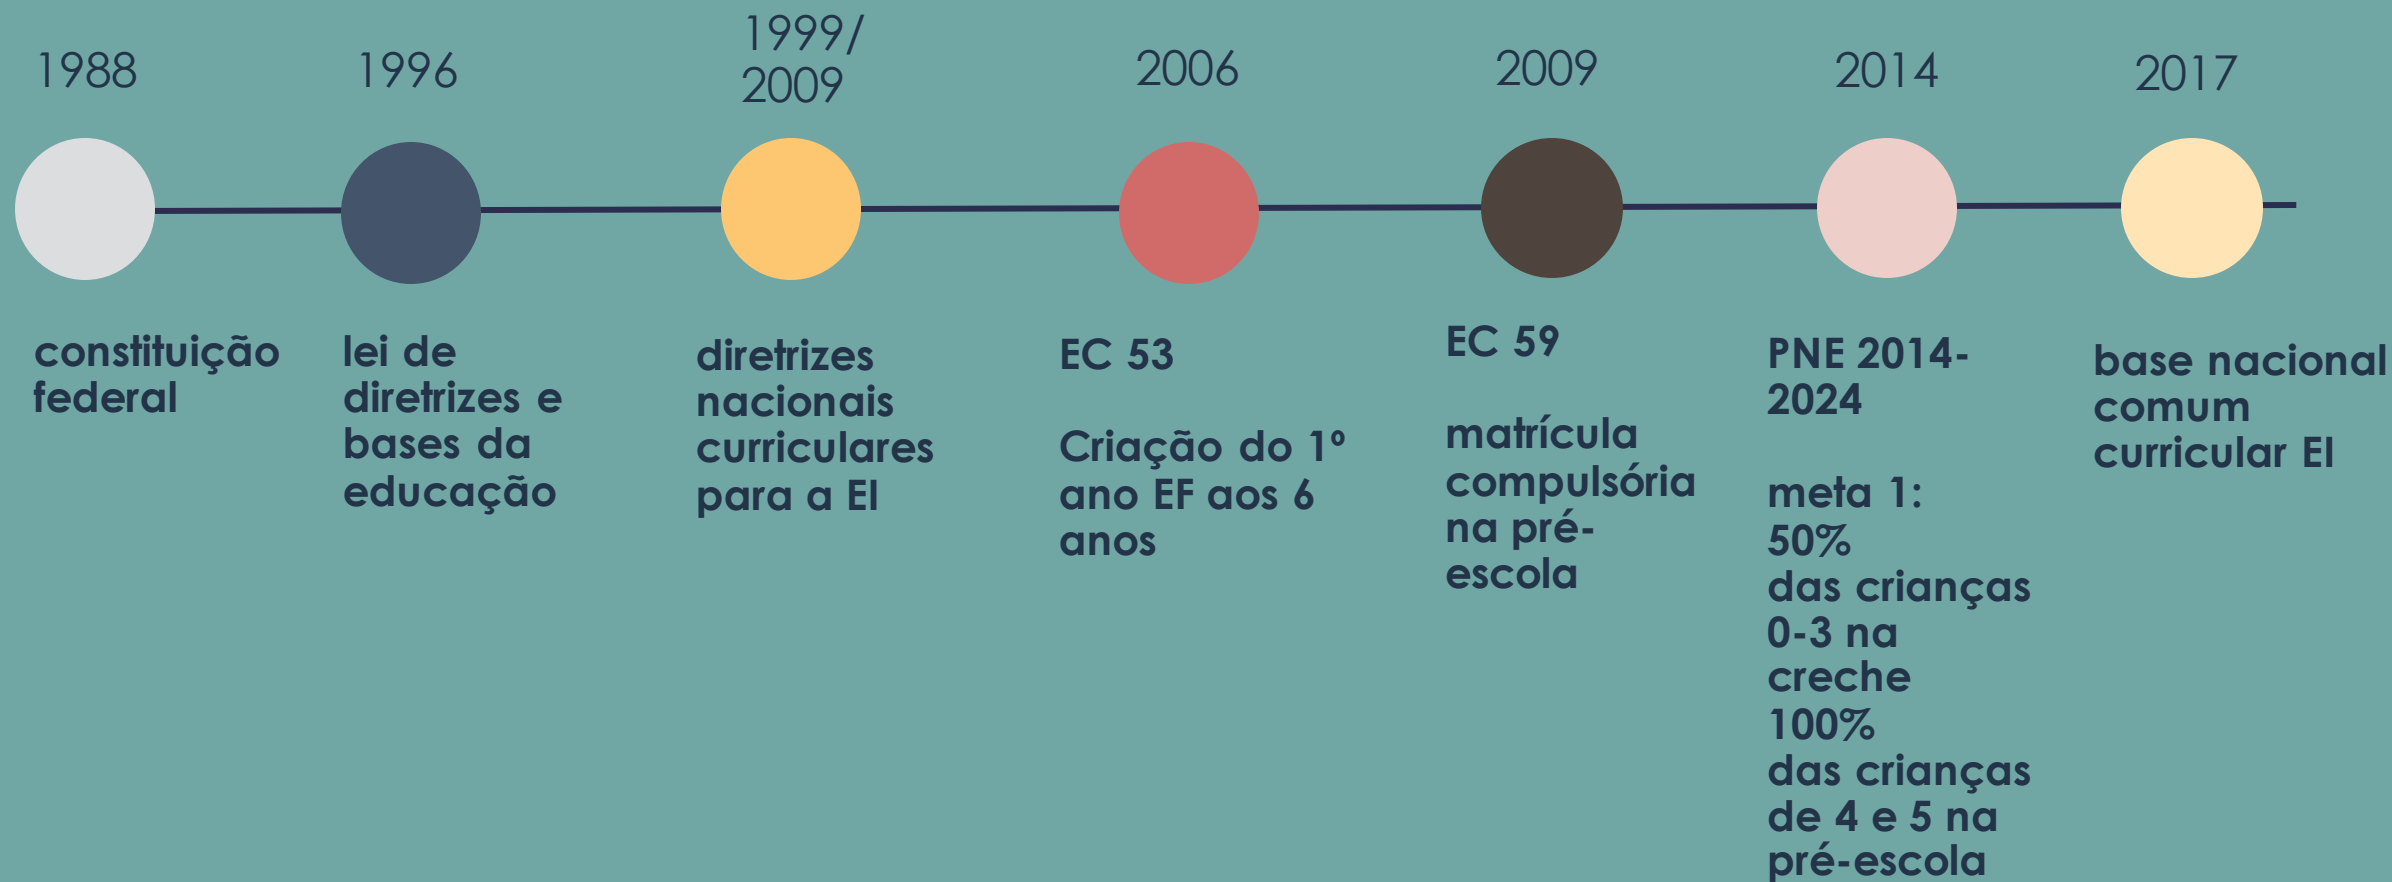 1988
constituição
federal
1996
lei de
diretrizes e
bases da
educação
1999/
2009
diretrizes
nacionais
curriculares
para a EI
2006
EC 53
Criação do 1º
ano EF aos 6
anos
2009
EC 59
matrícula
compulsória
na pré-
escola
2014
PNE 2014-
2024
meta 1:
50%
das crianças
0-3 na
creche
100%
das crianças
de 4 e 5 na
pré-escola
2017
base nacional
comum
curricular EI